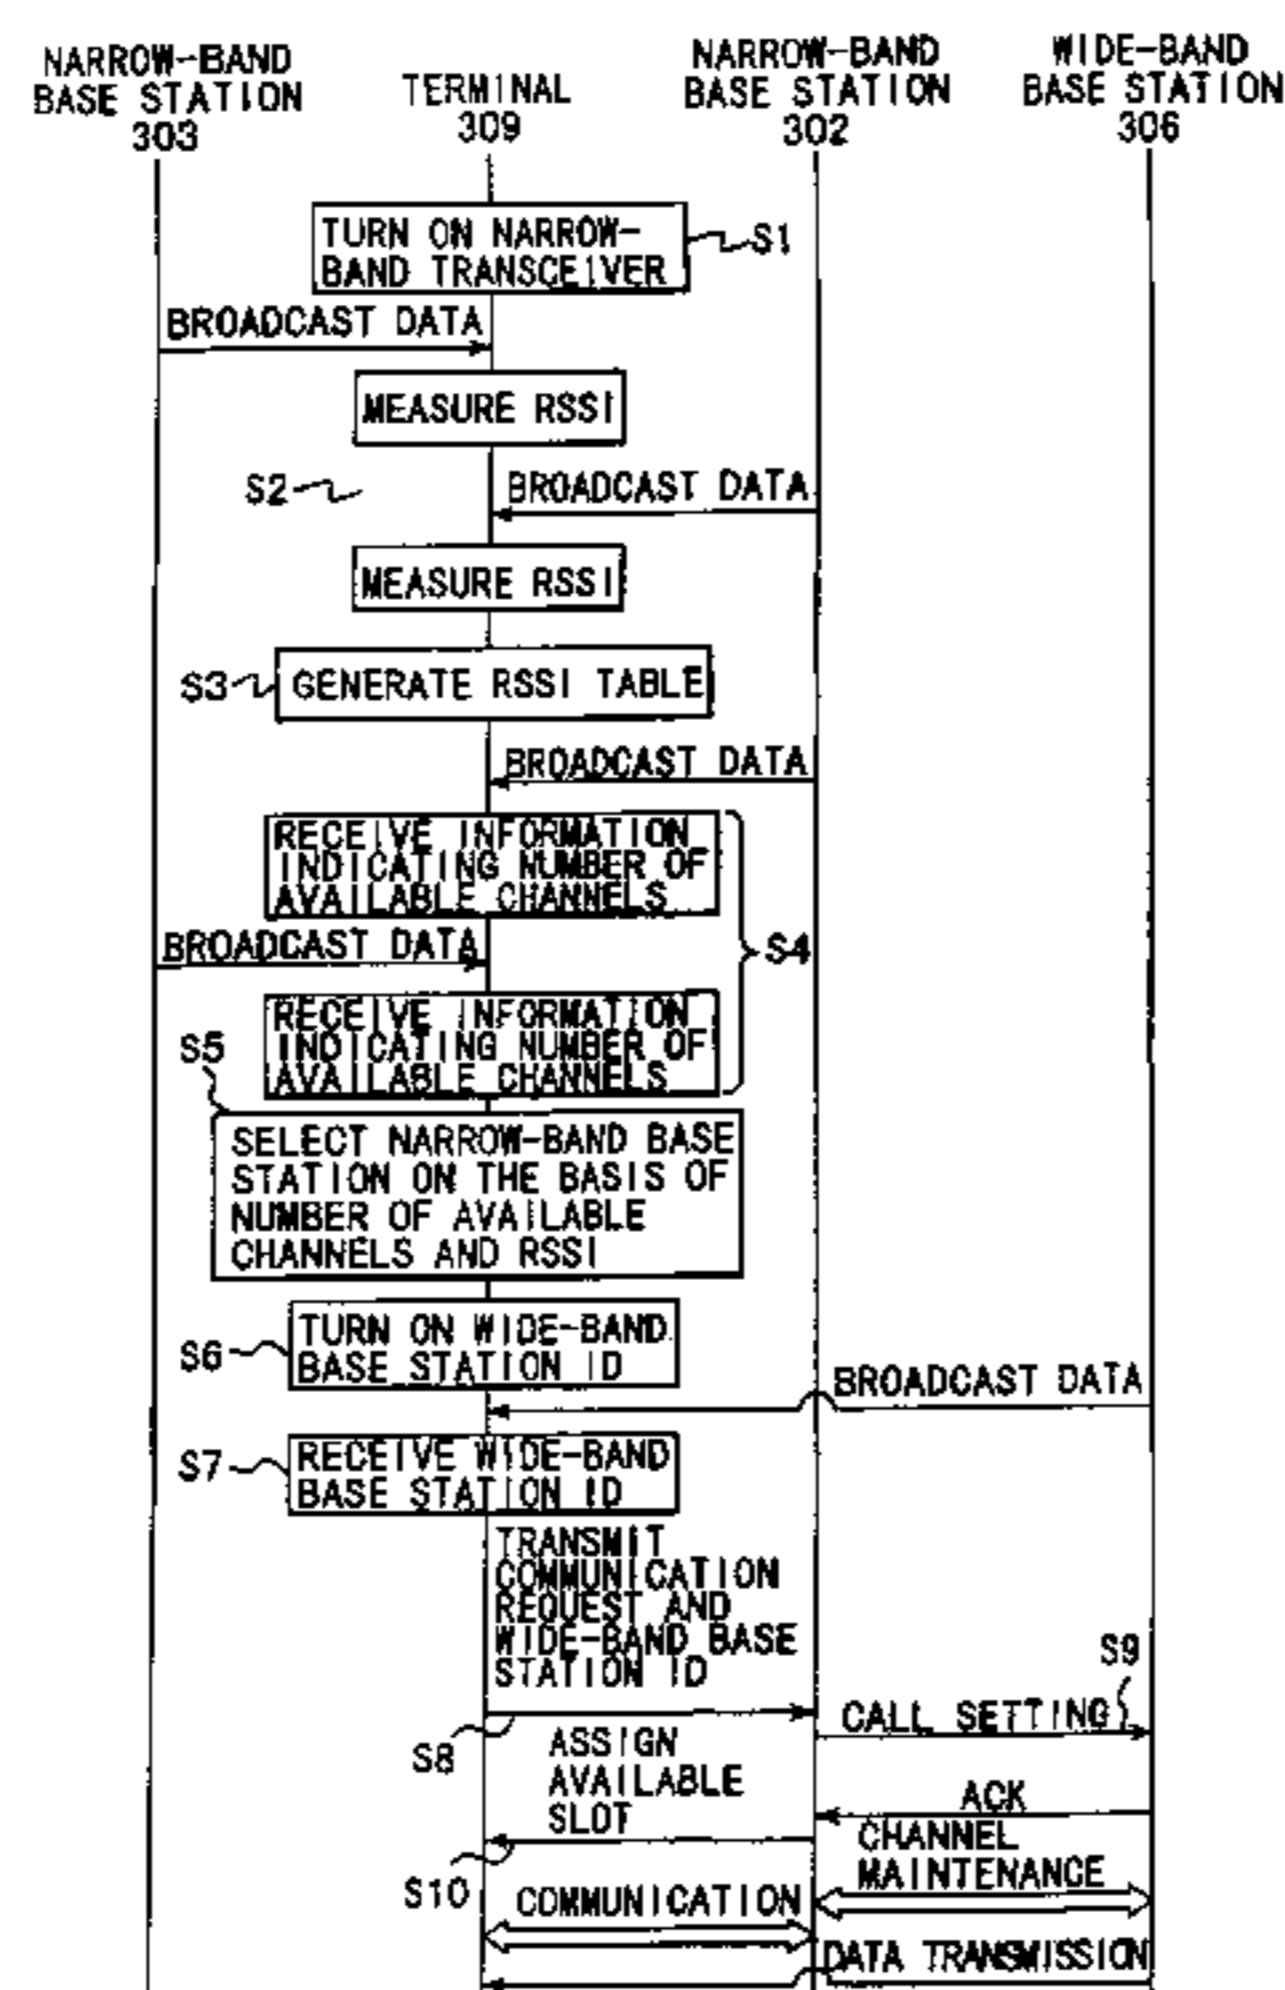 NARROW-BAND
BASE STATION
303
TERMINAL
309
NARROW-BAND
BASE STATION
302
WIDE-BAND
BASE STATION
306
TURN ON NARROW-
BAND TRANSCEIVER
S1
BROADCAST DATA
MEASURE RSSI
S2
BROADCAST DATA
MEASURE RSSI
S3
GENERATE RSSI TABLE
BROADCAST DATA
RECEIVE INFORMATION
INDICATING NUMBER OF
AVAILABLE CHANNELS
BROADCAST DATA
S4
RECEIVE INFORMATION
INDICATING NUMBER OF
AVAILABLE CHANNELS
S5
SELECT NARROW-BAND BASE
STATION ON THE BASIS OF
NUMBER OF AVAILABLE
CHANNELS AND RSSI
S6
TURN ON WIDE-BAND
BASE STATION ID
BROADCAST DATA
S7
RECEIVE WIDE-BAND
BASE STATION ID
TRANSMIT
COMMUNICATION
REQUEST AND
WIDE-BAND BASE
STATION ID
S9
CALL SETTING
S8
ASSIGN
AVAILABLE
SLOT
ACK
CHANNEL
MAINTENANCE
S10
COMMUNICATION
DATA TRANSMISSION